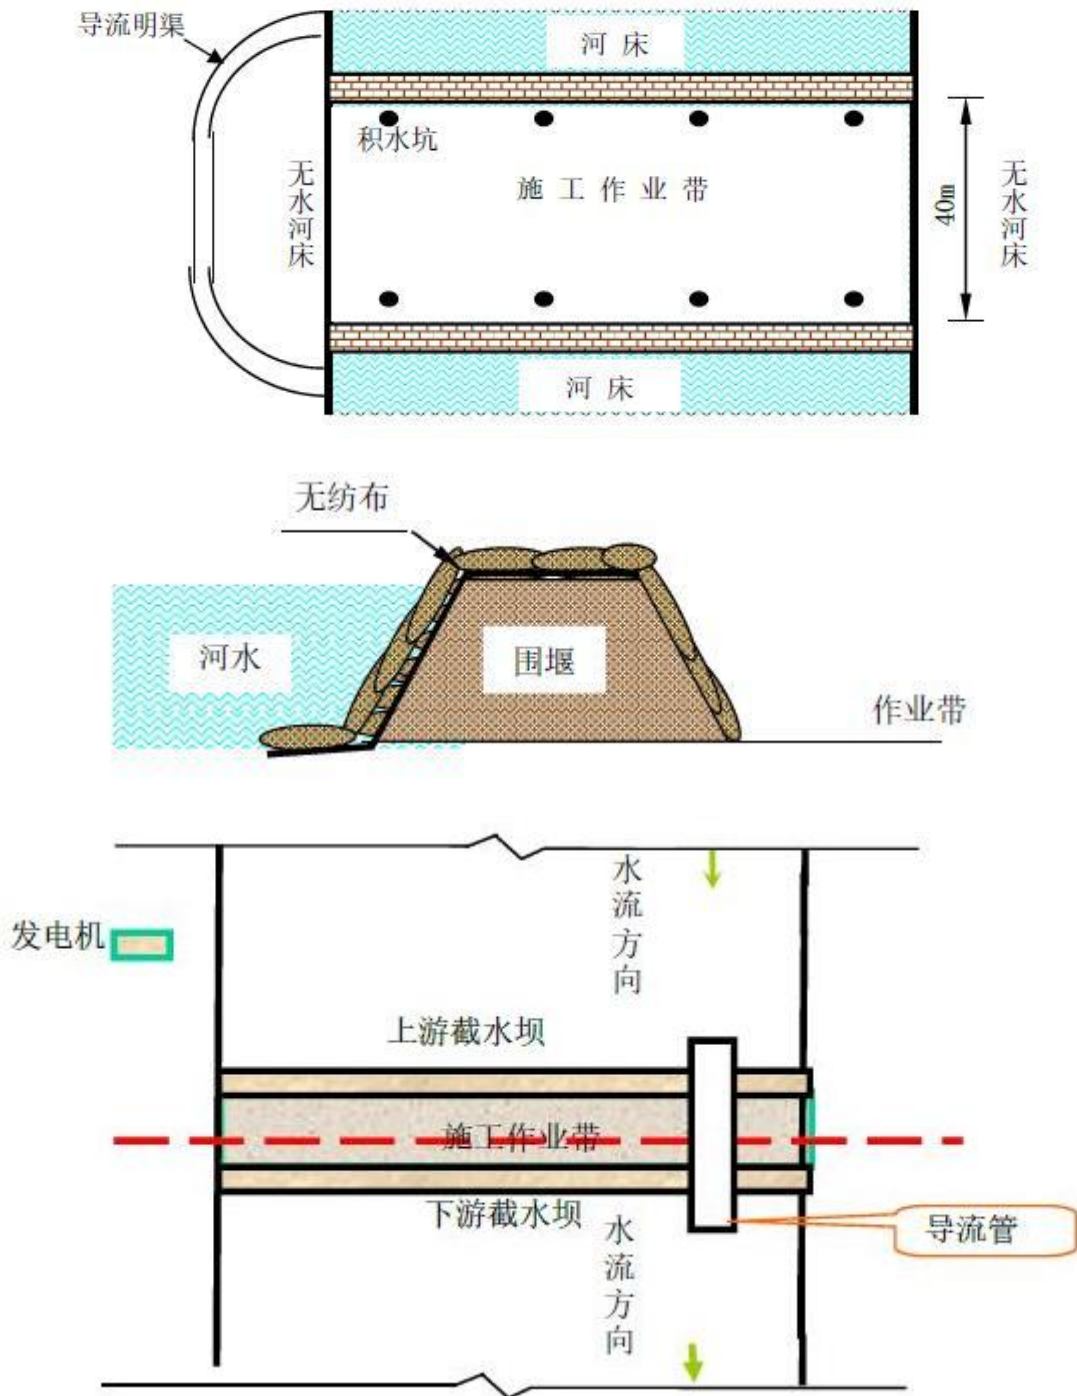 导流明渠
河 床
积水坑
无水河床
施 工 作 业 带
40m
无水河床
河 床
无纺布
河水
围堰
作业带
水流方向
发电机
上游截水坝
施工作业带
下游截水坝
水流方向
导流管